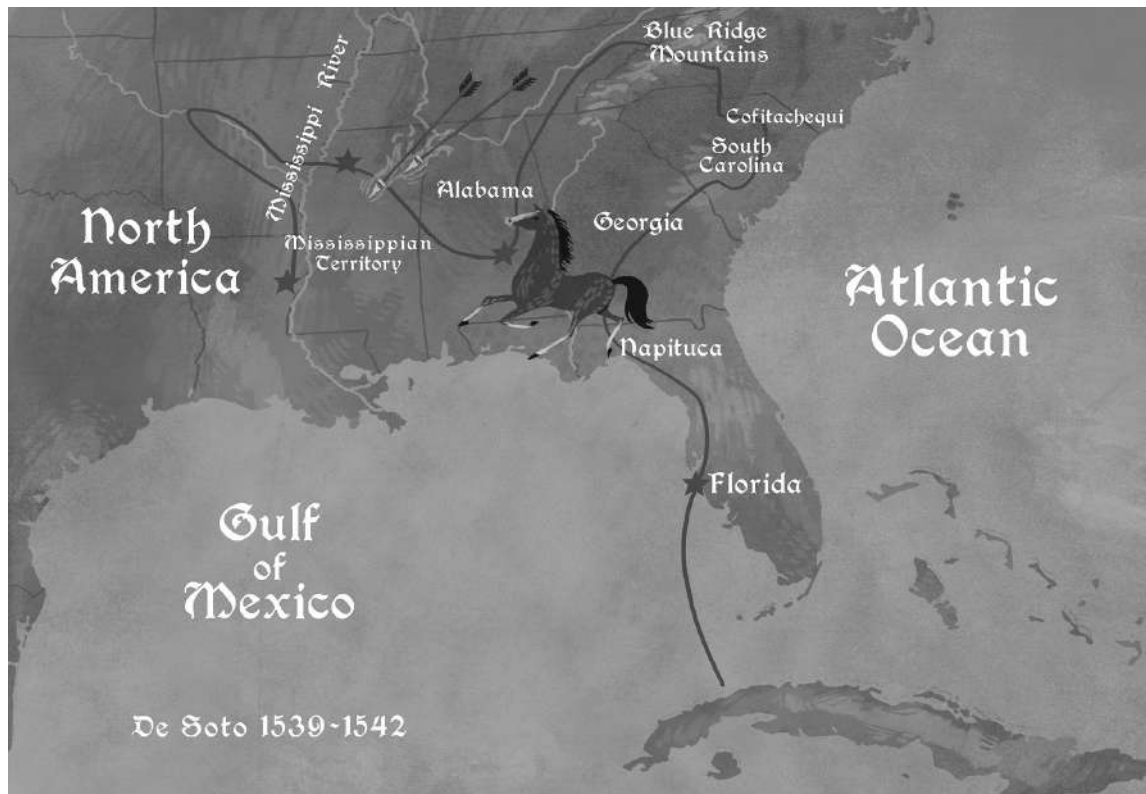 Blue Ridge
Mountains
Mississippi River
Cofitachequi
South
Carolina
Alabama
North
America
Georgia
Mississippian
Territory
Atlantic
Ocean
Napituca
Florida
Gulf
of
Mexico
De Soto 1539-1542